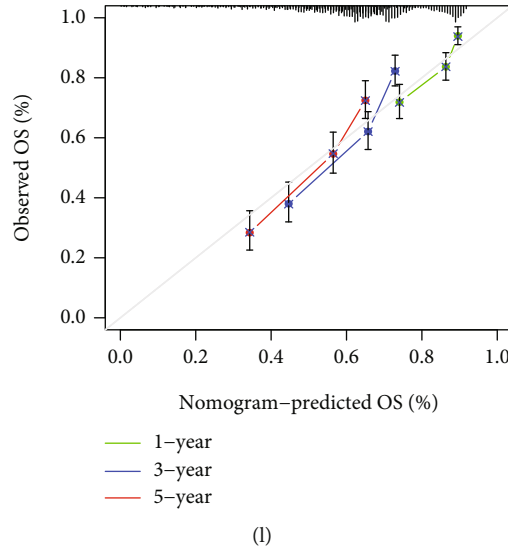 1.0
0.8
0.6
0.4
0.2
0.0
Observed OS (%)
0.0 0.2 0.4 0.6 0.8 1.0
Nomogram−predicted OS (%)
1−year
3−year
5−year
(l)